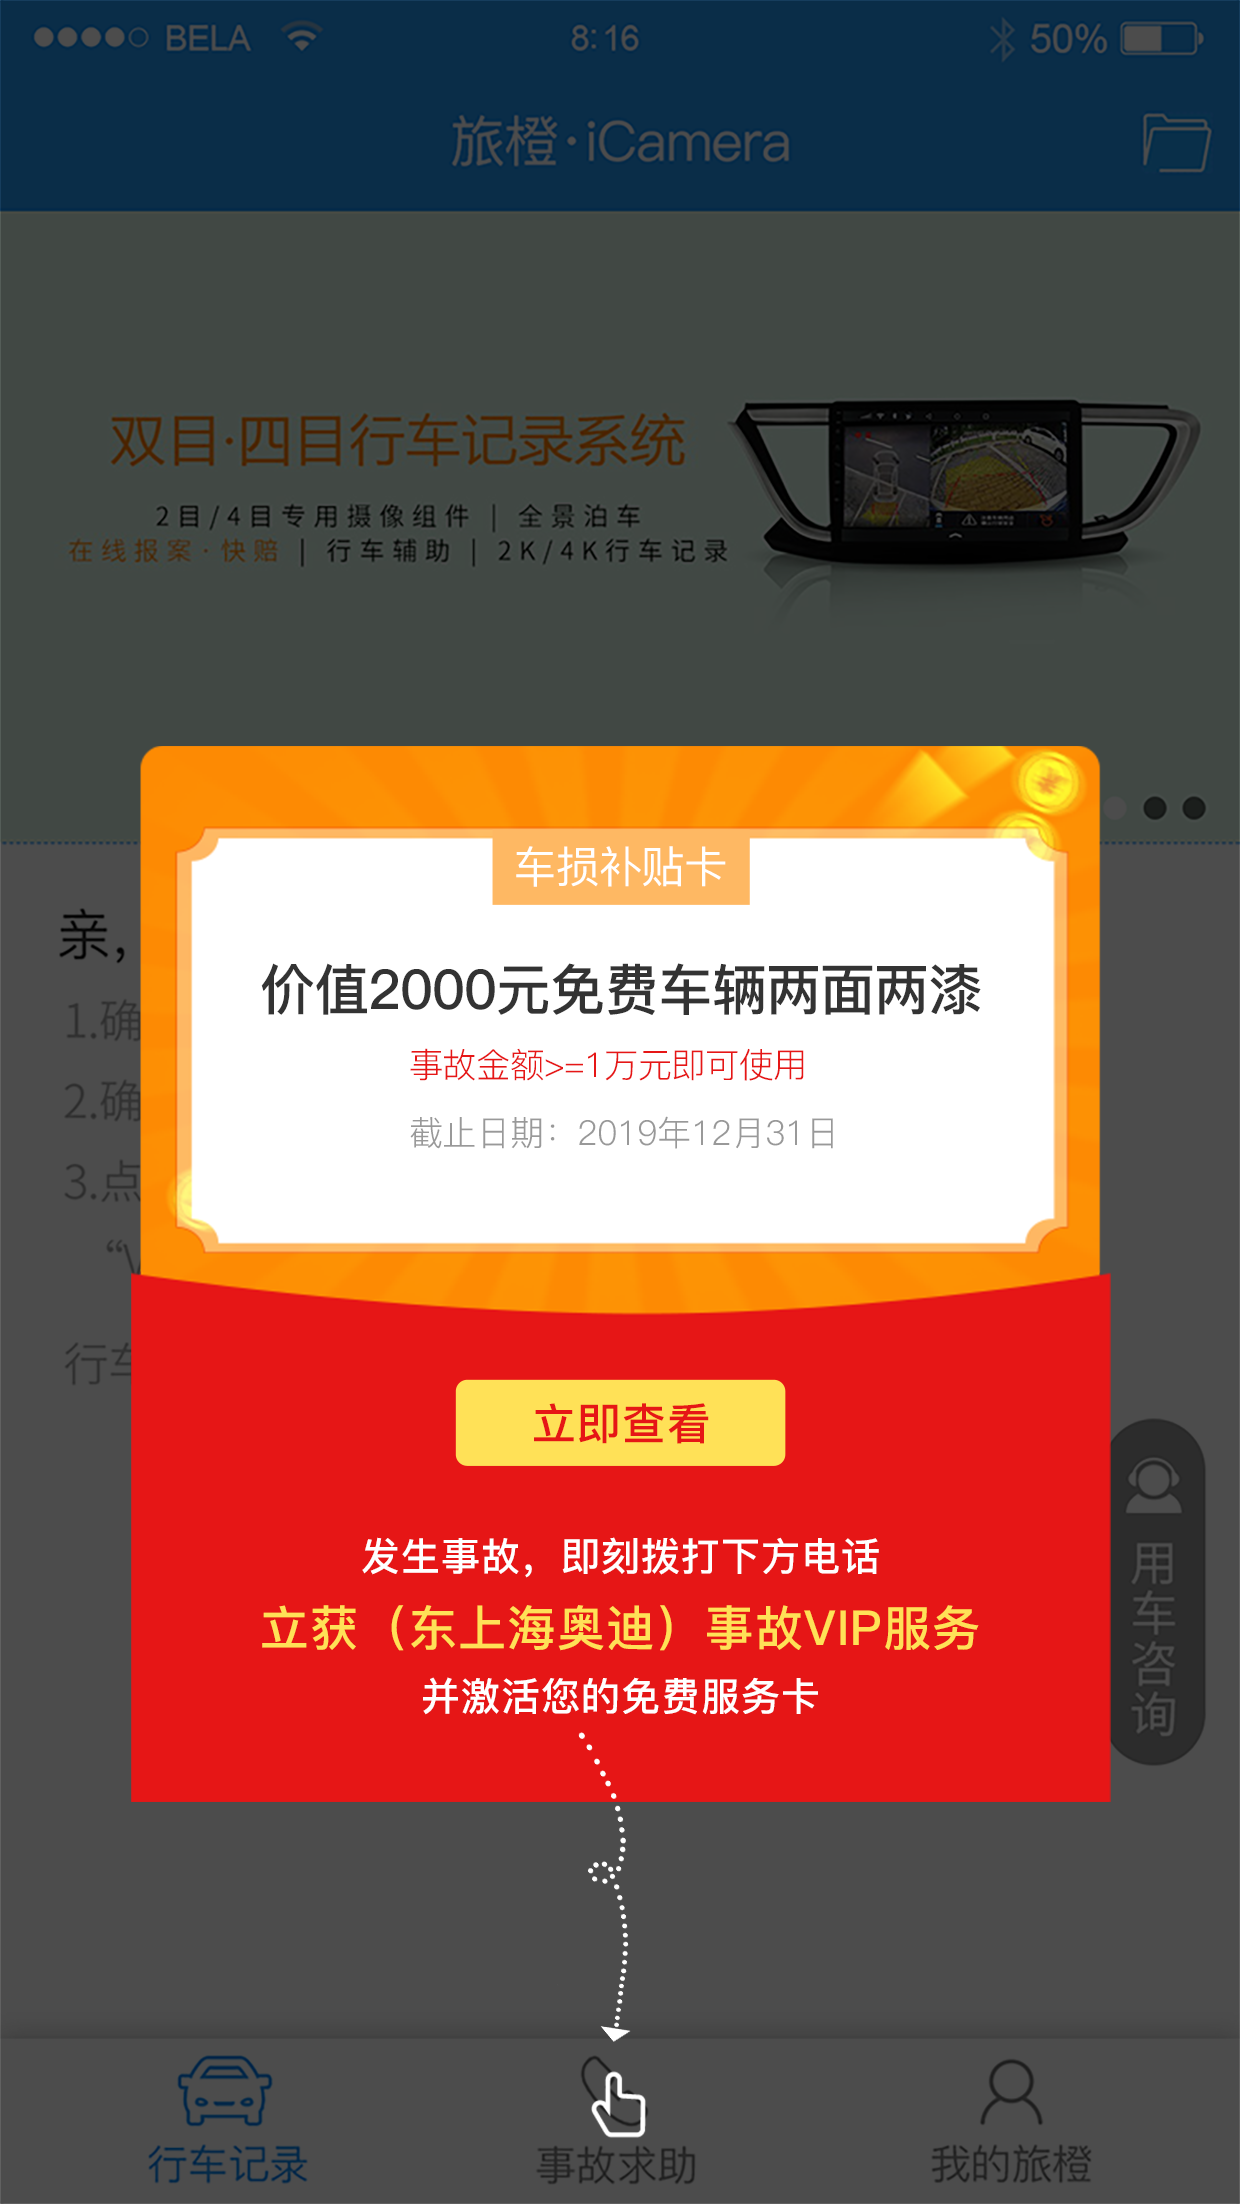 BELA
8:16
50%
旅橙·iCamera
双目·四目行车记录系统
2目/4目专用摄像组件 | 全景泊车
在线报案·快赔 | 行车辅助 | 2K/4K行车记录
车损补贴卡
亲，
价值2000元免费车辆两面两漆
1.确
事故金额>=1万元即可使用
2.确
截止日期：2019年12月31日
3.点
行车
立即查看
用车咨询
发生事故，即刻拨打下方电话
立获（东上海奥迪）事故VIP服务
并激活您的免费服务卡
行车记录
事故求助
我的旅橙